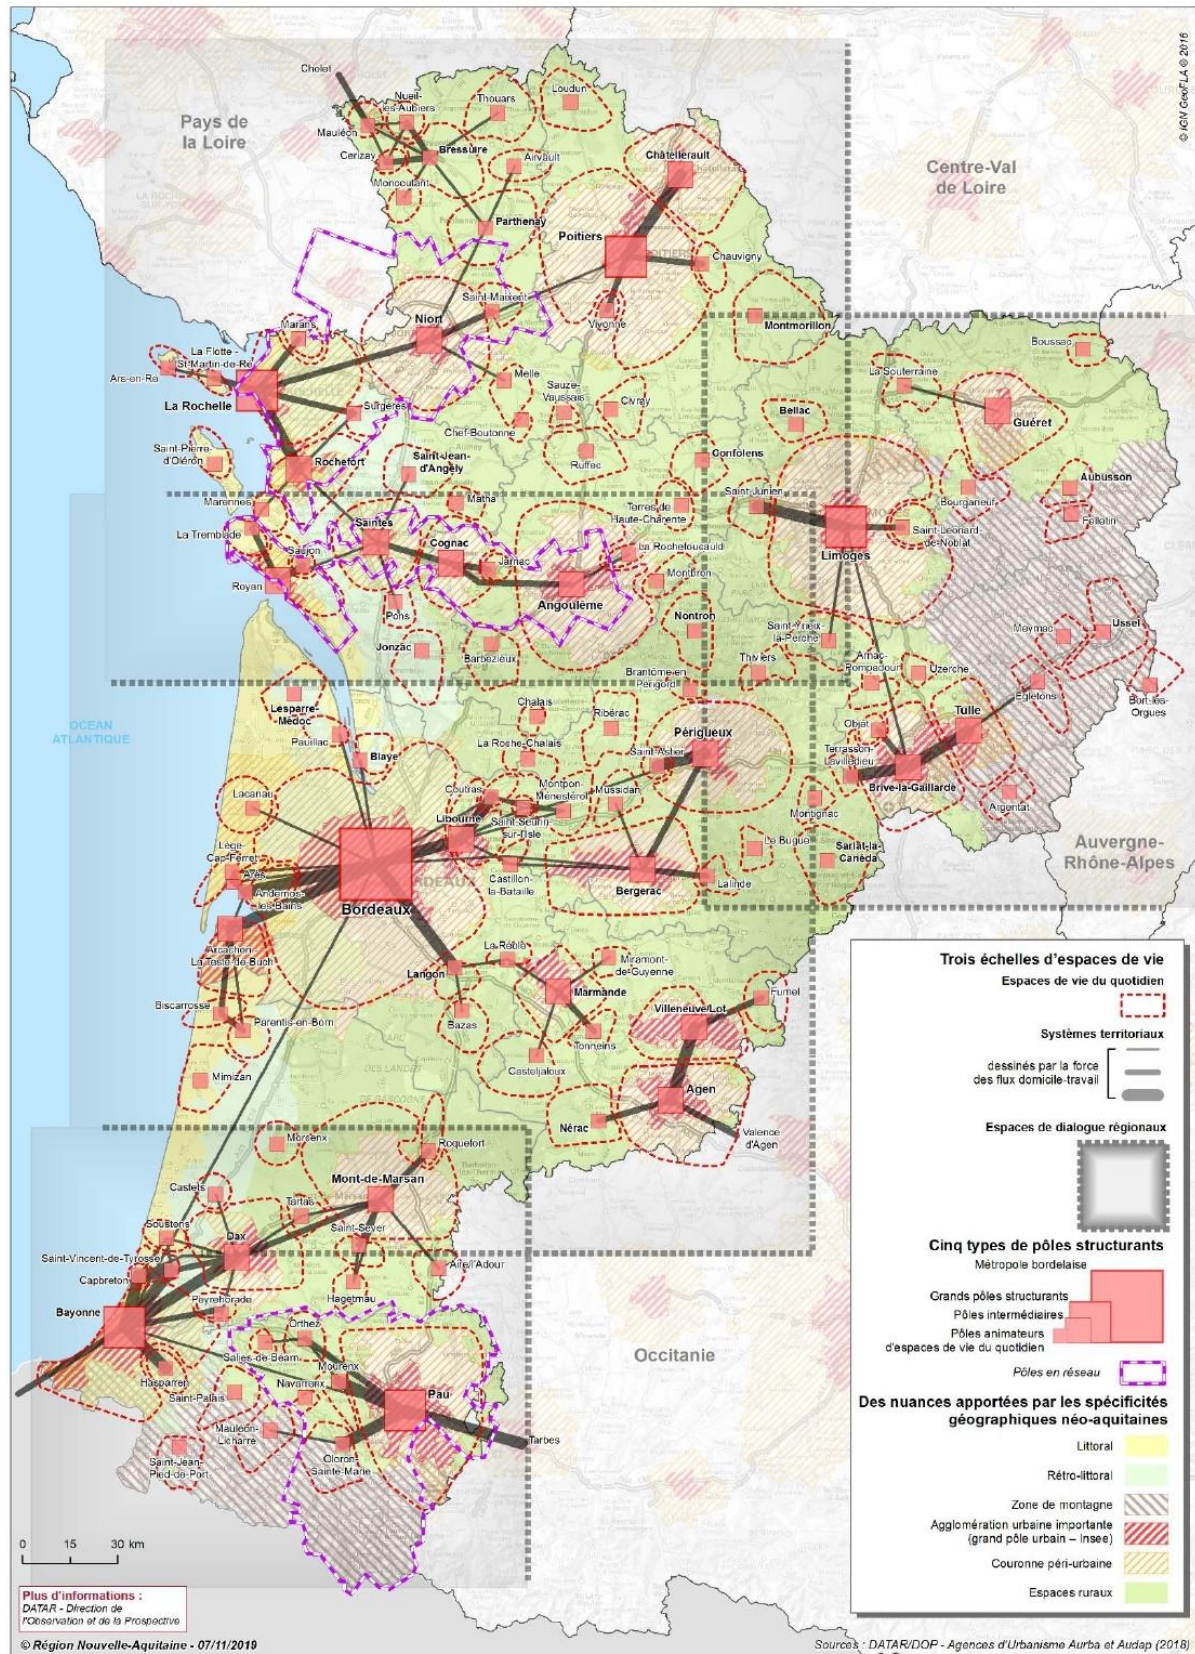 © IGN GeoFLA ® 2016
Pays de
la Loire
Centre-Val
de Loire
Cholet
Nueil-
les-Aubiers
Mauléon
Cerizay
Bressuire
Moncoutant
Thouars
Loudun
Airvault
Parthenay
Châtellerault
Poitiers
Chauvigny
Vivonne
Saint-Maixent
Niort
Montmorillon
Marans
La Flotte -
St-Martin-de-Ré
Ars-en-Ré
La Rochelle
Surgères
Melle
Sauzé-
Vaussais
Civray
Chef-Boutonne
Ruffec
Boussac
La Souterraine
Guéret
Bellac
Saint-Pierre-
d'Oléron
Rochefort
Saint-Jean-
d'Angély
Confolens
Marennes
Matha
Terres de
Haute-Charente
Saint-Junien
Bourganeuf
Aubusson
Felletin
Limoges
Saint-Léonard-
de-Noblat
La Tremblade
Saintes
Saujon
Cognac
Jarnac
La Rochefoucauld
Royan
Pons
Angoulême
Montbron
Jonzac
Barbezieux
Nontron
Saint-Yrieix-
la-Perche
Meymac
Ussel
Thiviers
Arnac-
Pompadour
Uzerche
Egletons
Bort-les-
Orgues
Brantôme-en
Périgord
Lesparre-
Médoc
Chalais
Ribérac
Tulle
OCEAN
ATLANTIQUE
Pauillac
Blaye
La Roche-Chalais
Périgueux
Saint-Astier
Objat
Terrasson-
Lavilledieu
Brive-la-Gaillarde
Lacanau
Coutras
Montpon-
Ménestérol
Mussidan
Montignac
Argentat
Libourne
Saint-Seurin-
sur-l'Isle
Le Bugue
Sarlat-la-
Canéda
Auvergne-
Rhône-Alpes
Lège-
Cap-Ferret
Arès
Andernos-
les-Bains
Bordeaux
Castillon-
la-Bataille
Bergerac
Lalinde
Arcachon -
La Teste-de-Buch
Langon
La Réole
Miramont-
de-Guyenne
Marmande
Biscarrosse
Parentis-en-Born
Bazas
Tonneins
Villeneuve/Lot
Fumel
Mimizan
Casteljaloux
Agen
Nérac
Valence
d'Agen
Morcenx
Roquefort
Mont-de-Marsan
Castets
Tartas
Soustons
Saint-Sever
Dax
Saint-Vincent-de-Tyrosse
Capbreton
Aire/l'Adour
Hagetmau
Peyrehorade
Bayonne
Orthez
Salies-de-Béarn
Mourenx
Hasparren
Navarrenx
Saint-Palais
Pau
Tarbes
Mauléon-
Licharre
Saint-Jean-
Pied-de-Port
Oloron-
Sainte-Marie
Occitanie
Trois échelles d'espaces de vie
Espaces de vie du quotidien
Systèmes territoriaux
dessinés par la force
des flux domicile-travail
Espaces de dialogue régionaux
Cinq types de pôles structurants
Métropole bordelaise
Grands pôles structurants
Pôles intermédiaires
Pôles animateurs
d'espaces de vie du quotidien
Pôles en réseau
Des nuances apportées par les spécificités
géographiques néo-aquitaines
Littoral
Rétro-littoral
Zone de montagne
Agglomération urbaine importante
(grand pôle urbain – Insee)
Couronne péri-urbaine
Espaces ruraux
0 15 30 km
Plus d'informations :
DATAR - Direction de
l'Observation et de la Prospective
© Région Nouvelle-Aquitaine - 07/11/2019
Sources : DATAR/DOP - Agences d'Urbanisme Aurba et Audap (2018)